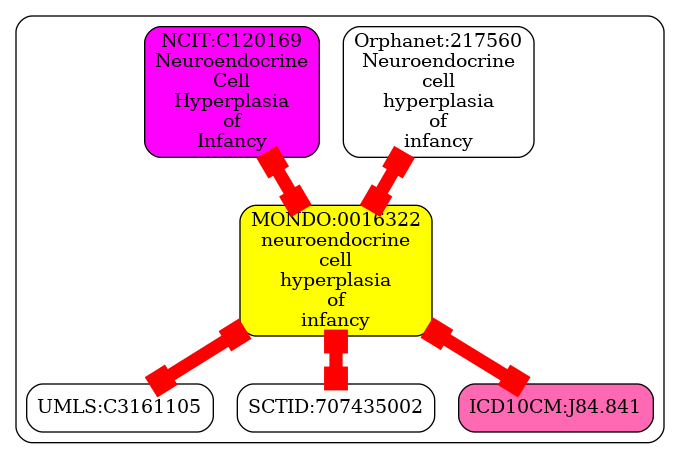 NCIT:C120169
Neuroendocrine
Cell
Hyperplasia
of
Infancy
Orphanet:217560
Neuroendocrine
cell
hyperplasia
of
infancy
MONDO:0016322
neuroendocrine
cell
hyperplasia
of
infancy
UMLS:C3161105
SCTID:707435002
ICD10CM:J84.841